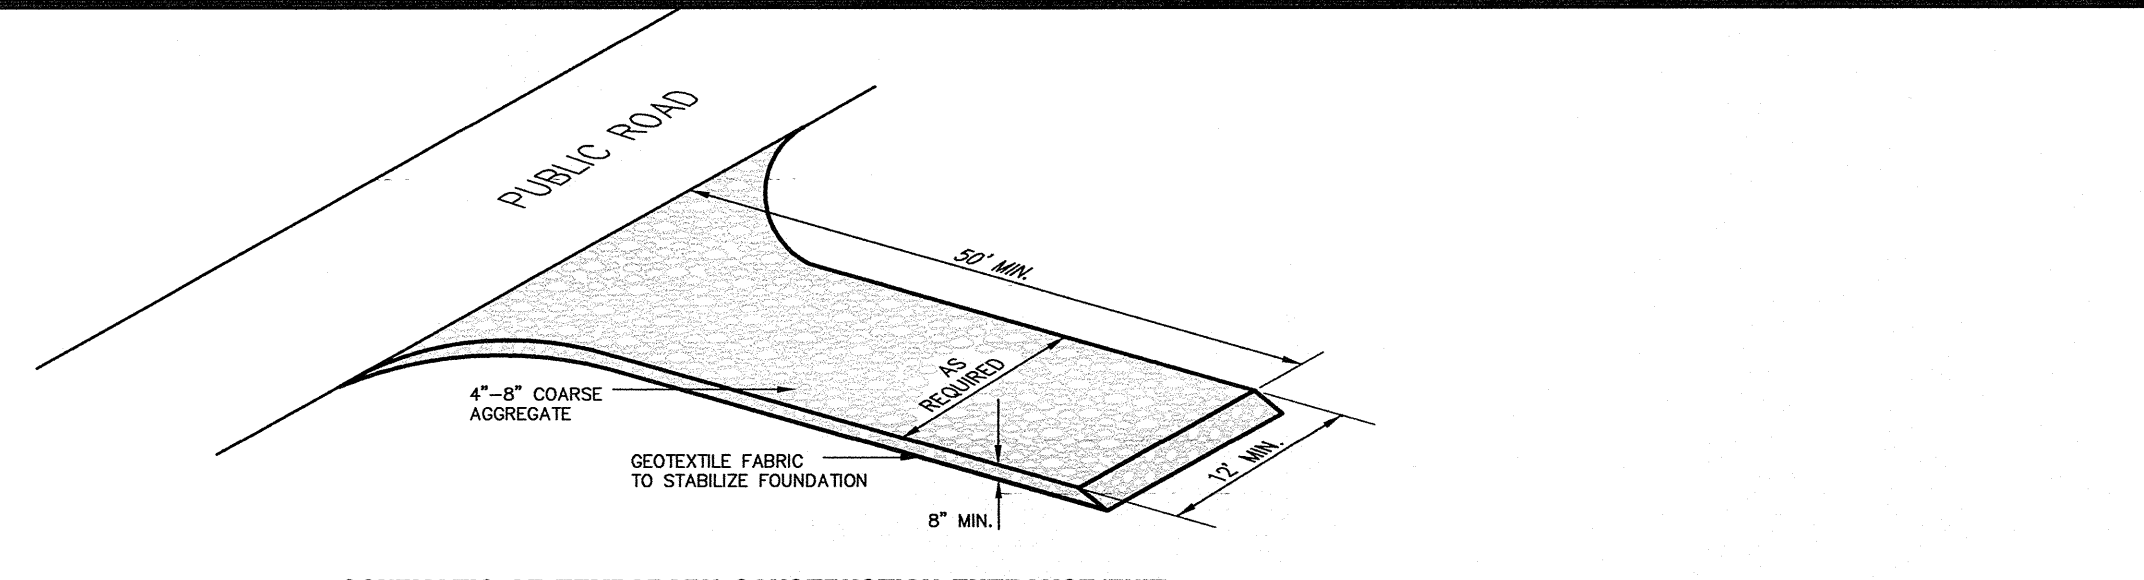 PUBLIC ROAD
50' MIN.
AS
REQUIRED
4"-8" COARSE
AGGREGATE
GEOTEXTILE FABRIC
TO STABILIZE FOUNDATION
12' MIN.
8" MIN.